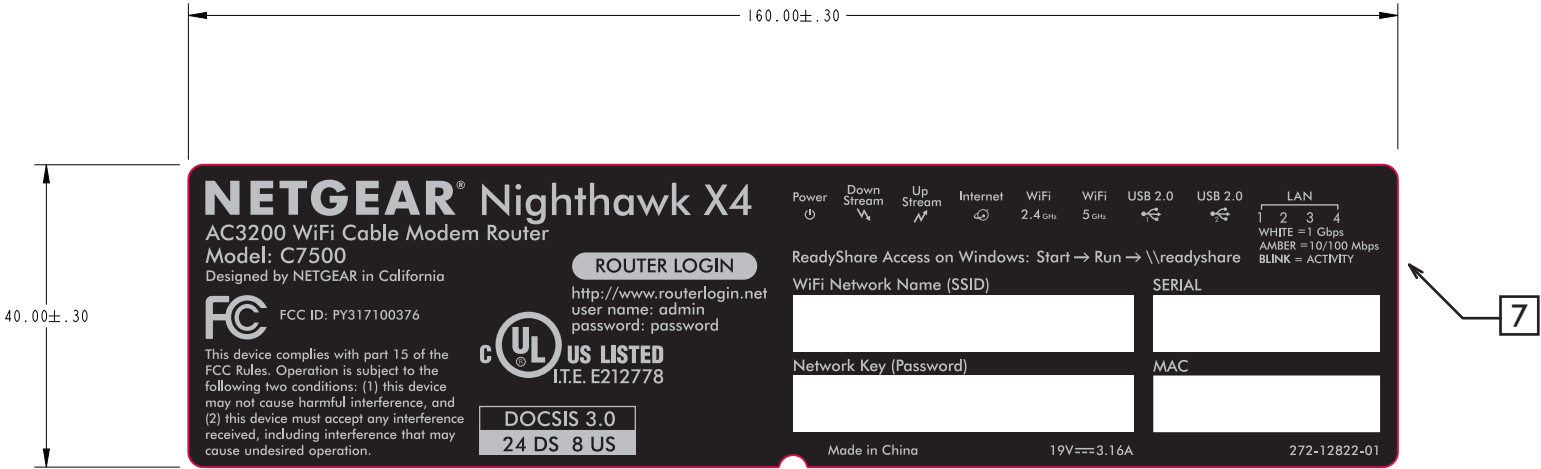 160.00±.30
40.00±.30
NETGEAR® Nighthawk X4
AC3200 WiFi Cable Modem Router
Model: C7500
Designed by NETGEAR in California
FC
FCC ID: PY317100376
This device complies with part 15 of the
FCC Rules. Operation is subject to the
following two conditions: (1) this device
may not cause harmful interference, and
(2) this device must accept any interference
received, including interference that may
cause undesired operation.
ROUTER LOGIN
http://www.routerlogin.net
user name: admin
password: password
C UL ® US LISTED
I.T.E. E212778
DOCSIS 3.0
24 DS 8 US
Power
Down
Stream
Up
Stream
Internet
WiFi
2.4 GHz
WiFi
5 GHz
USB 2.0
1
USB 2.0
2
LAN
1 2 3 4
WHITE =1 Gbps
AMBER =10/100 Mbps
BLINK = ACTIVITY
ReadyShare Access on Windows: Start → Run → \\readyshare
WiFi Network Name (SSID)
SERIAL
Network Key (Password)
MAC
Made in China
19V⎓3.16A
272-12822-01
7